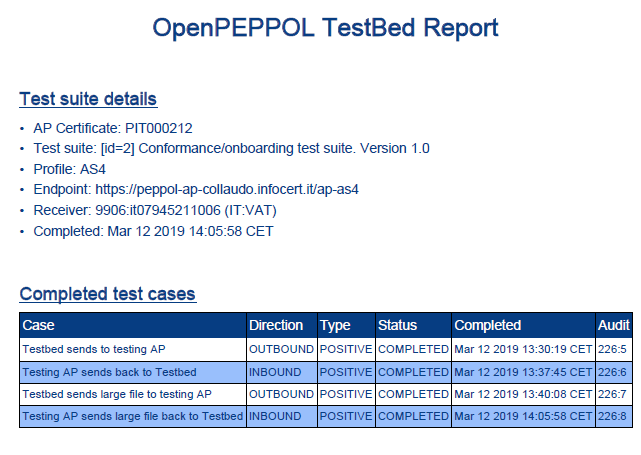 OpenPEPPOL TestBed Report
Test suite details
• AP Certificate: PIT000212
• Test suite: [id=2] Conformance/onboarding test suite. Version 1.0
• Profile: AS4
• Endpoint: https://peppol-ap-collaudo.infocert.it/ap-as4
• Receiver: 9906:it07945211006 (IT:VAT)
• Completed: Mar 12 2019 14:05:58 CET
Completed test cases
Case Direction Type Status Completed Audit
Testbed sends to testing AP OUTBOUND POSITIVE COMPLETED Mar 12 2019 13:30:19 CET 226:5
Testing AP sends back to Testbed INBOUND POSITIVE COMPLETED Mar 12 2019 13:37:45 CET 226:6
Testbed sends large file to testing AP OUTBOUND POSITIVE COMPLETED Mar 12 2019 13:40:08 CET 226:7
Testing AP sends large file back to Testbed INBOUND POSITIVE COMPLETED Mar 12 2019 14:05:58 CET 226:8